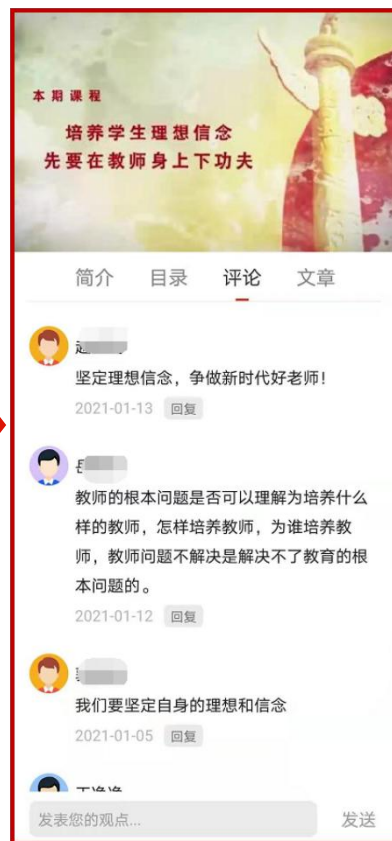 本期课程
培养学生理想信念
先要在教师身上下功夫
简介 目录 评论 文章
坚定理想信念，争做新时代好老师！
2021-01-13 回复
教师的根本问题是否可以理解为培养什么
样的教师，怎样培养教师，为谁培养教
师，教师问题不解决是解决不了教育的根
本问题的。
2021-01-12 回复
我们要坚定自身的理想和信念
2021-01-05 回复
发表您的观点... 发送